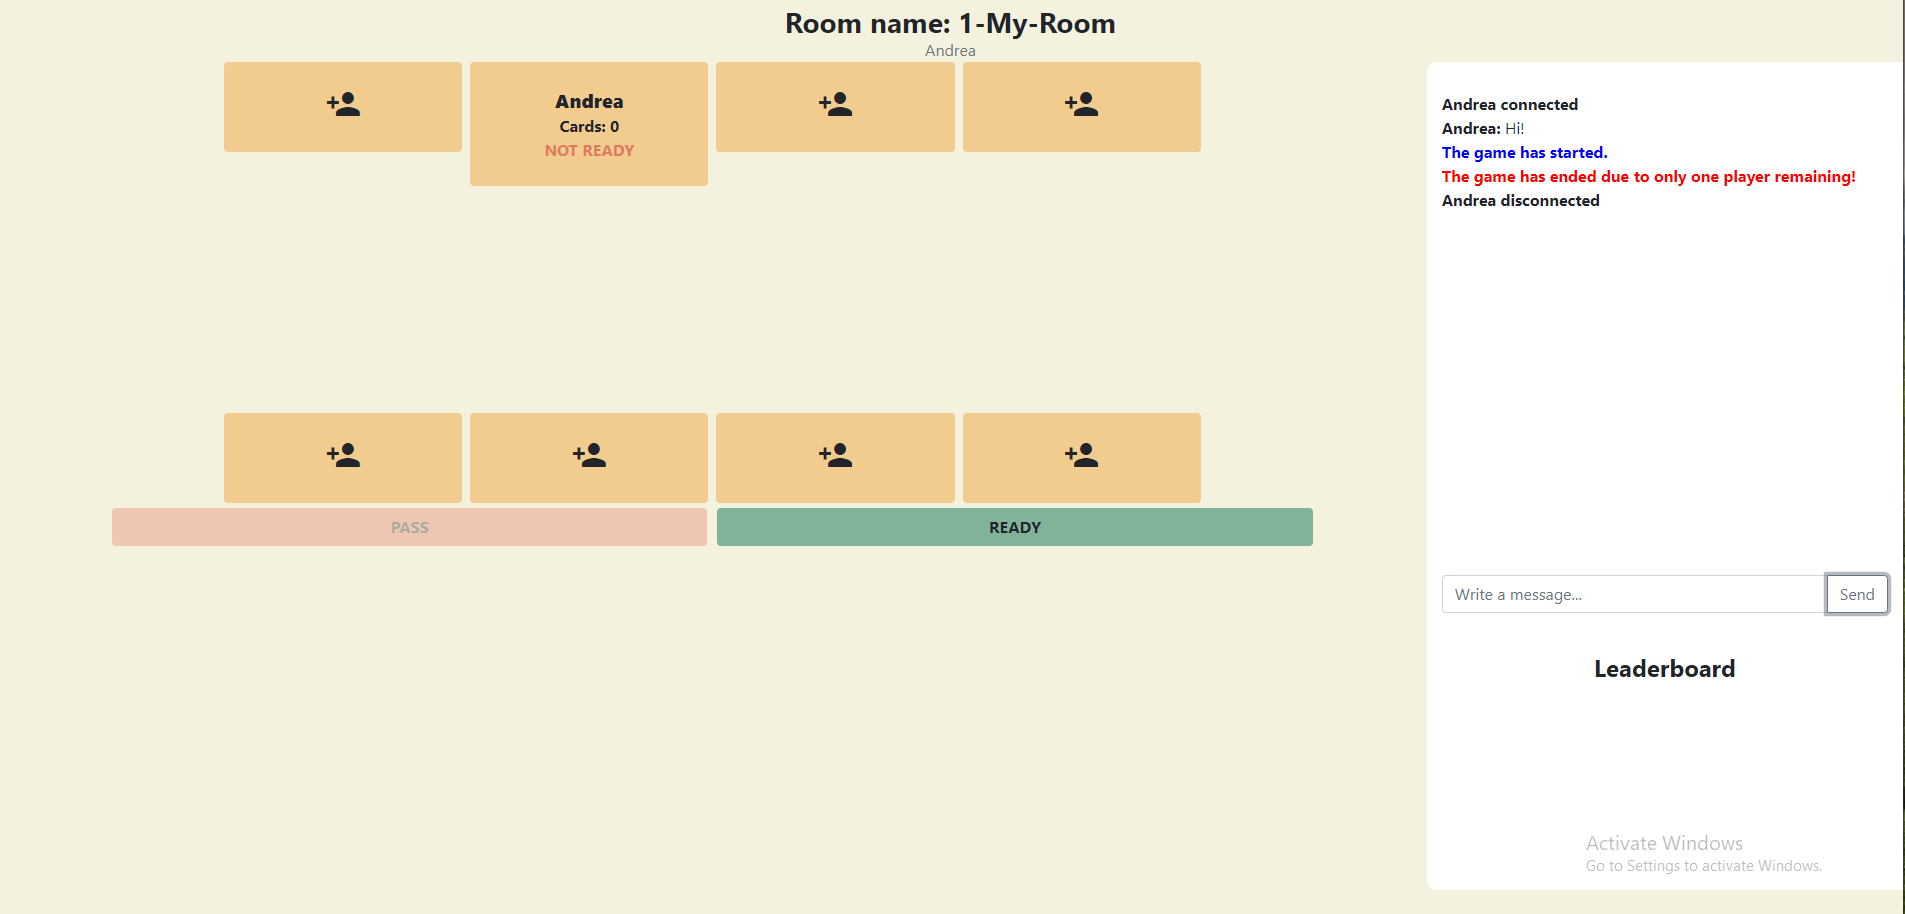 Room name: 1-My-Room
Andrea
Andrea
Cards: 0
NOT READY
PASS
READY
Andrea connected
Andrea: Hi!
The game has started.
The game has ended due to only one player remaining!
Andrea disconnected
Write a message...
Send
Leaderboard
Activate Windows
Go to Settings to activate Windows.